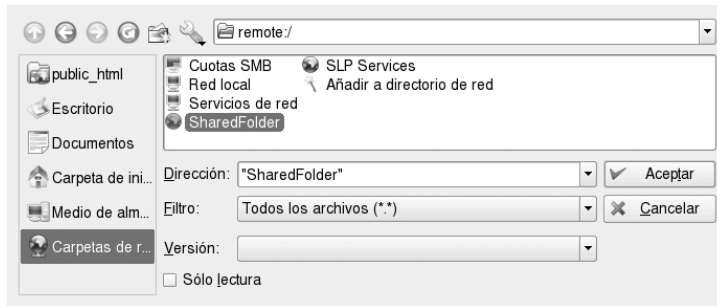 remote:/
public_html
Escritorio
Documentos
Carpeta de ini...
Medio de alm...
Carpetas de r...
Cuotas SMB
Red local
Servicios de red
SharedFolder
SLP Services
Añadir a directorio de red
Dirección: "SharedFolder" Aceptar
Filtro: Todos los archivos (*.*) Cancelar
Versión:
Sólo lectura